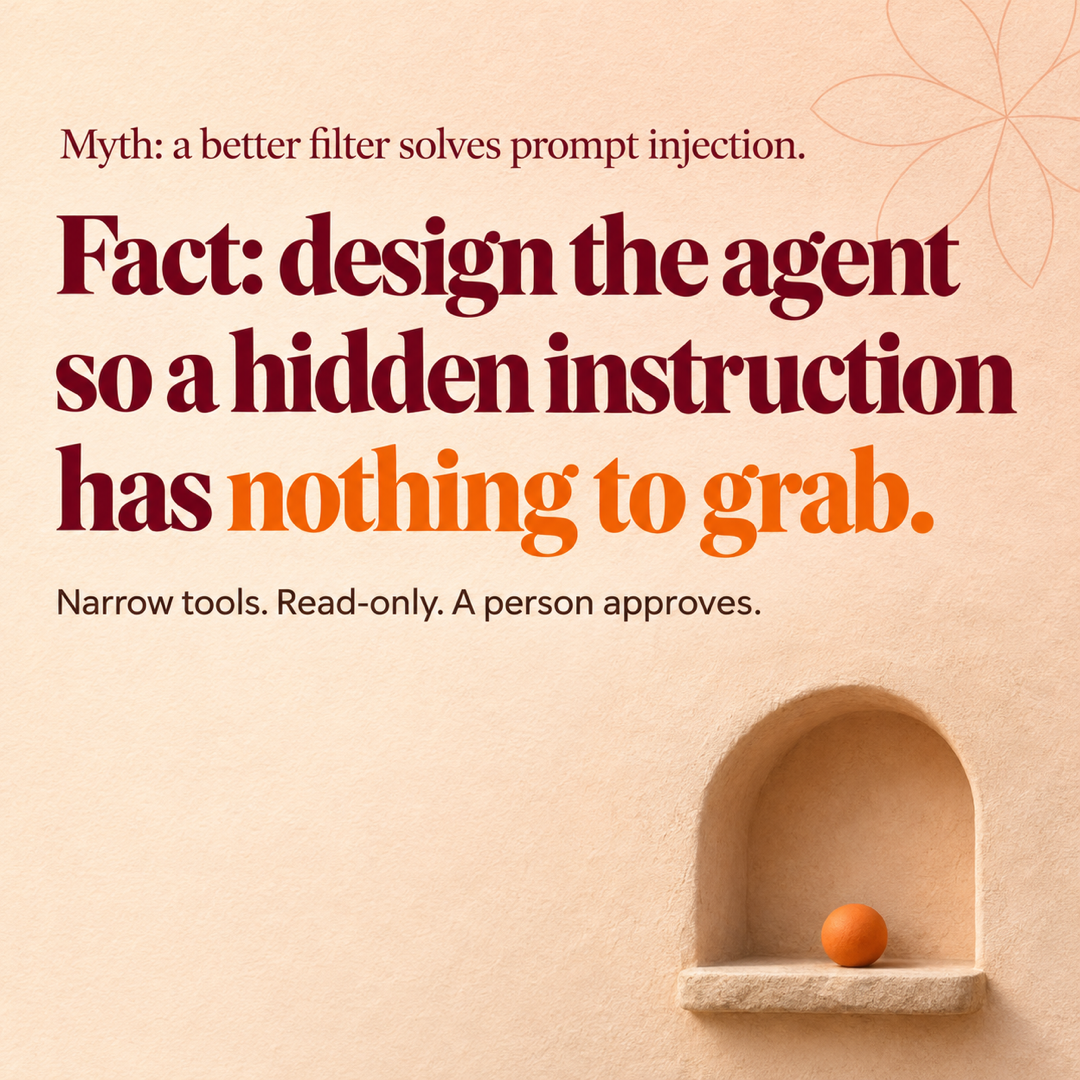 Myth: a better filter solves prompt injection.
Fact: design the agent
so a hidden instruction
has nothing to grab.
Narrow tools. Read-only. A person approves.